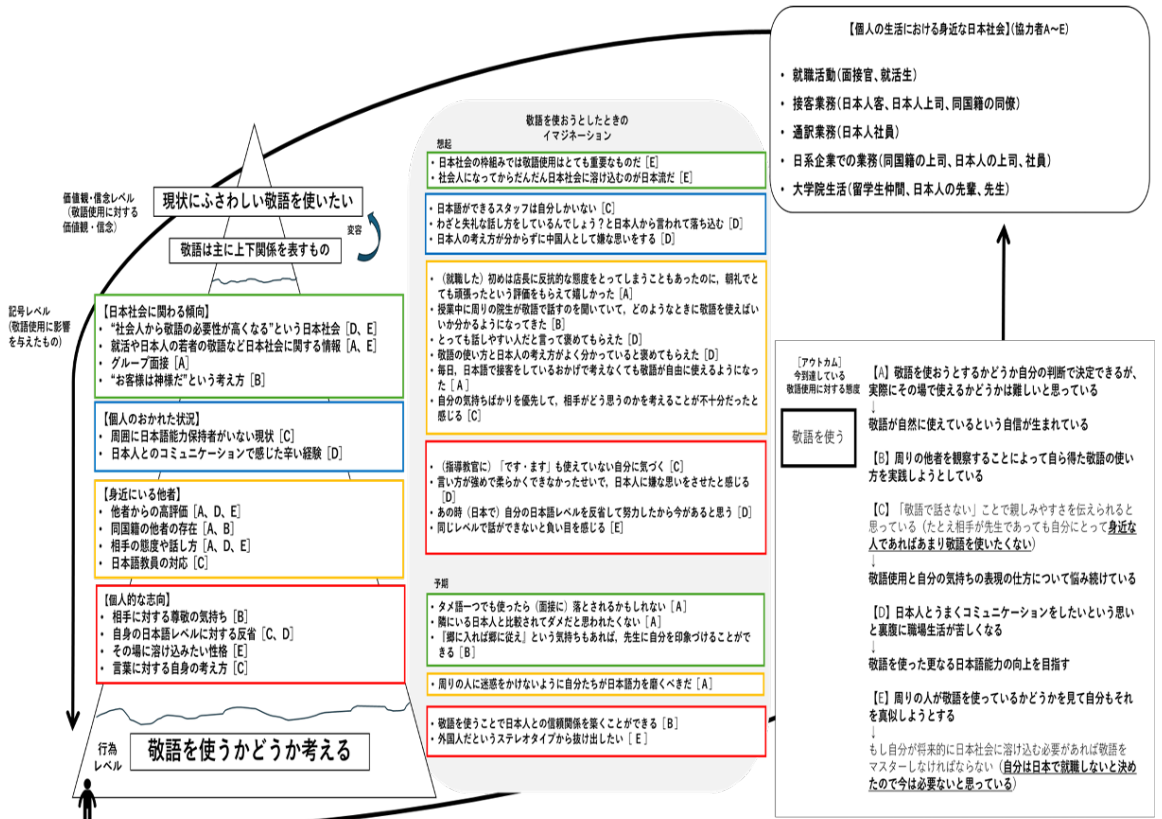 【個人の生活における身近な日本社会】(協力者A～E)
・ 就職活動(面接官、就活生)
・ 接客業務(日本人客、日本人上司、同国籍の同僚)
・ 通訳業務(日本人社員)
・ 日系企業での業務(同国籍の上司、日本人の上司、社員)
・ 大学院生活(留学生仲間、日本人の先輩、先生)
価値観・信念レベル
(敬語使用に対する
価値観・信念)
現状にふさわしい敬語を使いたい
変容
敬語は主に上下関係を表すもの
記号レベル
(敬語使用に影響
を与えたもの)
【日本社会に関わる傾向】
・ “社会人から敬語の必要性が高くなる”という日本社会［D、E］
・ 就活や日本人の若者の敬語など日本社会に関する情報［A、E］
・ グループ面接［A］
・ “お客様は神様だ”という考え方［B］
【個人のおかれた状況】
・ 周囲に日本語能力保持者がいない現状［C］
・ 日本人とのコミュニケーションで感じた辛い経験［D］
【身近にいる他者】
・ 他者からの高評価［A、D、E］
・ 同国籍の他者の存在［A、B］
・ 相手の態度や話し方［A、D、E］
・ 日本語教員の対応［C］
【個人的な志向】
・ 相手に対する尊敬の気持ち［B］
・ 自身の日本語レベルに対する反省［C、D］
・ その場に溶け込みたい性格［E］
・ 言葉に対する自身の考え方［C］
行為
レベル
敬語を使うかどうか考える
敬語を使おうとしたときの
イマジネーション
想起
・ 日本社会の枠組みでは敬語使用はとても重要なものだ［E］
・ 社会人になってからだんだん日本社会に溶け込むのが日本流だ［E］
・ 日本語ができるスタッフは自分しかいない［C］
・ わざと失礼な話し方をしているんでしょう？と日本人から言われて落ち込む［D］
・ 日本人の考え方が分からずに中国人として嫌な思いをする［D］
・ (就職した)初めは店長に反抗的な態度をとってしまうこともあったのに，朝礼でと
ても頑張ったという評価をもらえて嬉しかった［A］
・ 授業中に周りの院生が敬語で話すのを聞いていて，どのようなときに敬語を使えばい
いか分かるようになってきた［B］
・ とっても話しやすい人だと言って褒めてもらえた［D］
・ 敬語の使い方と日本人の考え方がよく分かっていると褒めてもらえた［D］
・ 毎日，日本語で接客をしているおかげで考えなくても敬語が自由に使えるようになっ
た［A］
・ 自分の気持ちばかりを優先して，相手がどう思うのかを考えることが不十分だったと
感じる［C］
・ (指導教官に)「です・ます」も使えていない自分に気づく［C］
・ 言い方が強めで柔らかくできなかったせいで，日本人に嫌な思いをさせたと感じる
［D］
・ あの時(日本で)自分の日本語レベルを反省して努力したから今があると思う［D］
・ 同じレベルで話ができないと負い目を感じる［E］
予期
・ タメ語一つでも使ったら(面接に)落とされるかもしれない［A］
・ 隣にいる日本人と比較されてダメだと思われたくない［A］
・ 『郷に入れば郷に従え』という気持ちもあれば，先生に自分を印象づけることがで
きる［B］
・ 周りの人に迷惑をかけないように自分たちが日本語力を磨くべきだ［A］
・ 敬語を使うことで日本人との信頼関係を築くことができる［B］
・ 外国人だというステレオタイプから抜け出したい［E］
［アウトカム］
今到達している
敬語使用に対する態度
敬語を使う
【A】敬語を使おうとするかどうか自分の判断で決定できるが、
実際にその場で使えるかどうかは難しいと思っている
↓
敬語が自然に使えているという自信が生まれている
【B】周りの他者を観察することによって自ら得た敬語の使い
方を実践しようとしている
【C】「敬語で話さない」ことで親しみやすさを伝えられると
思っている(たとえ相手が先生であっても自分にとって身近な
人であればあまり敬語を使いたくない)
↓
敬語使用と自分の気持ちの表現の仕方について悩み続けている
【D】日本人とうまくコミュニケーションをしたいという思い
と裏腹に職場生活が苦しくなる
↓
敬語を使った更なる日本語能力の向上を目指す
【E】周りの人が敬語を使っているかどうかを見て自分もそれ
を真似しようとする
↓
もし自分が将来的に日本社会に溶け込む必要があれば敬語を
マスターしなければならない(自分は日本で就職しないと決め
たので今は必要ないと思っている)